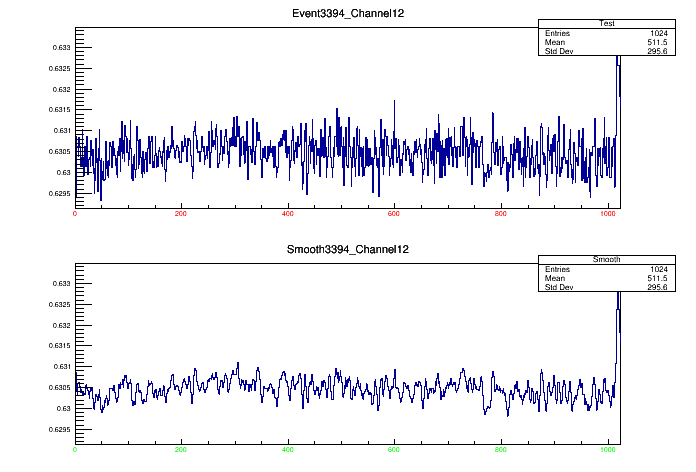 Event3394_Channel12
Test
Entries 1024
Mean 511.5
Std Dev 295.6
0.633
0.6325
0.632
0.6315
0.631
0.6305
0.63
0.6295
0 200 400 600 800 1000
Smooth3394_Channel12
Smooth
Entries 1024
Mean 511.5
Std Dev 295.6
0.633
0.6325
0.632
0.6315
0.631
0.6305
0.63
0.6295
0 200 400 600 800 1000